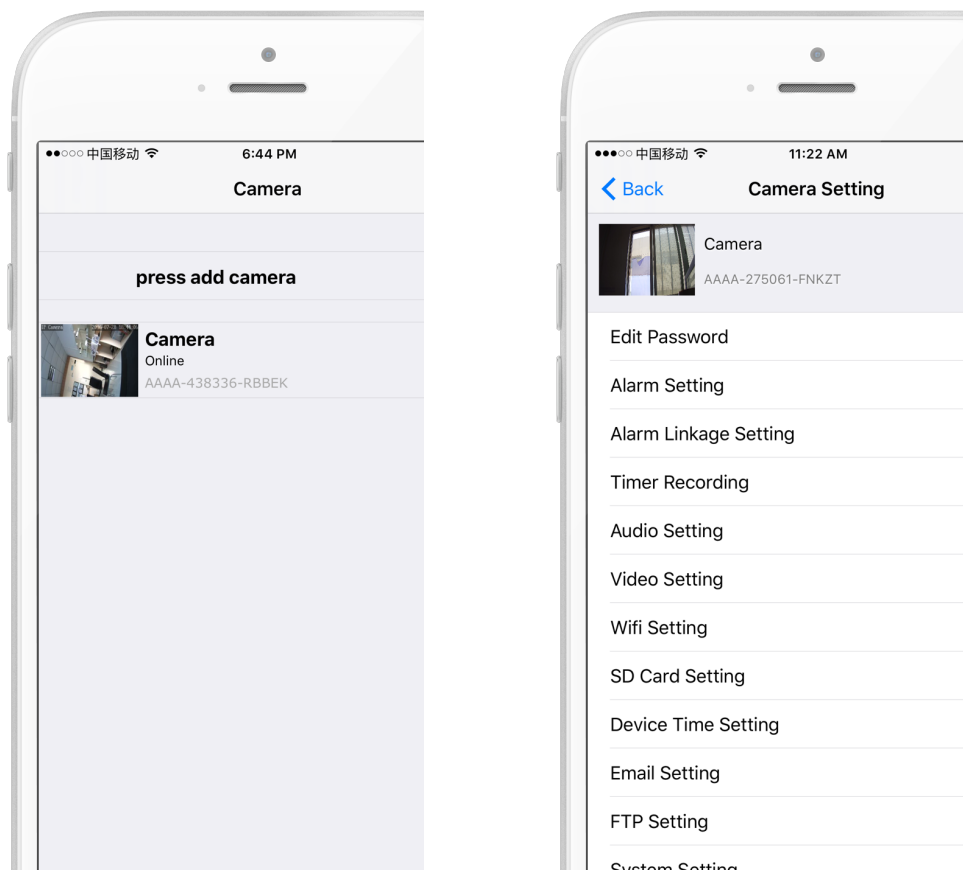 中国移动
6:44 PM
Camera
press add camera
Camera
Online
AAAA-438336-RBBEK
中国移动
11:22 AM
Back
Camera Setting
Camera
AAAA-275061-FNKZT
Edit Password
Alarm Setting
Alarm Linkage Setting
Timer Recording
Audio Setting
Video Setting
Wifi Setting
SD Card Setting
Device Time Setting
Email Setting
FTP Setting
System Setting